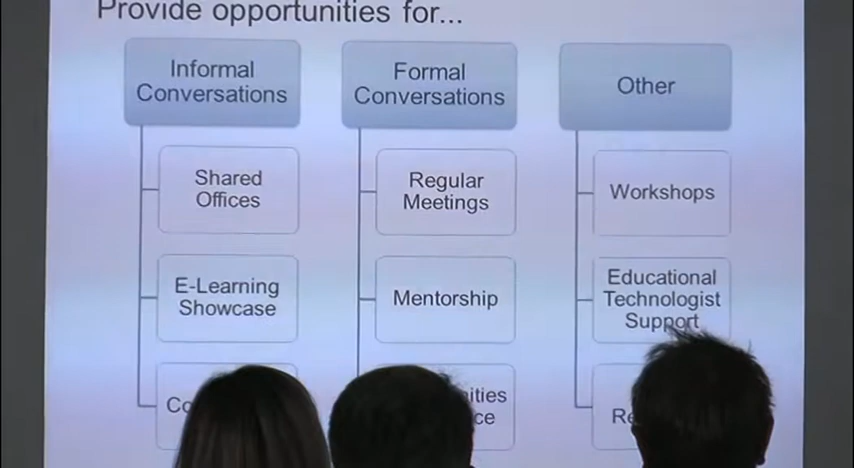 Provide opportunities for...
Informal
Conversations
Shared
Offices
E-Learning
Showcase
Formal
Conversations
Regular
Meetings
Mentorship
Other
Workshops
Educational
Technologist
Support